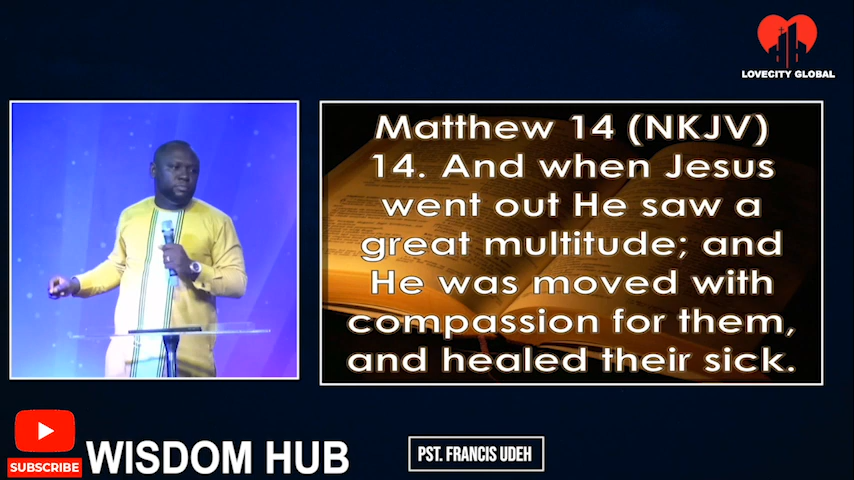 LOVECITY GLOBAL
Matthew 14 (NKJV)
14. And when Jesus
went out He saw a
great multitude; and
He was moved with
compassion for them,
and healed their sick.
SUBSCRIBE
WISDOM HUB
PST. FRANCIS UDEH